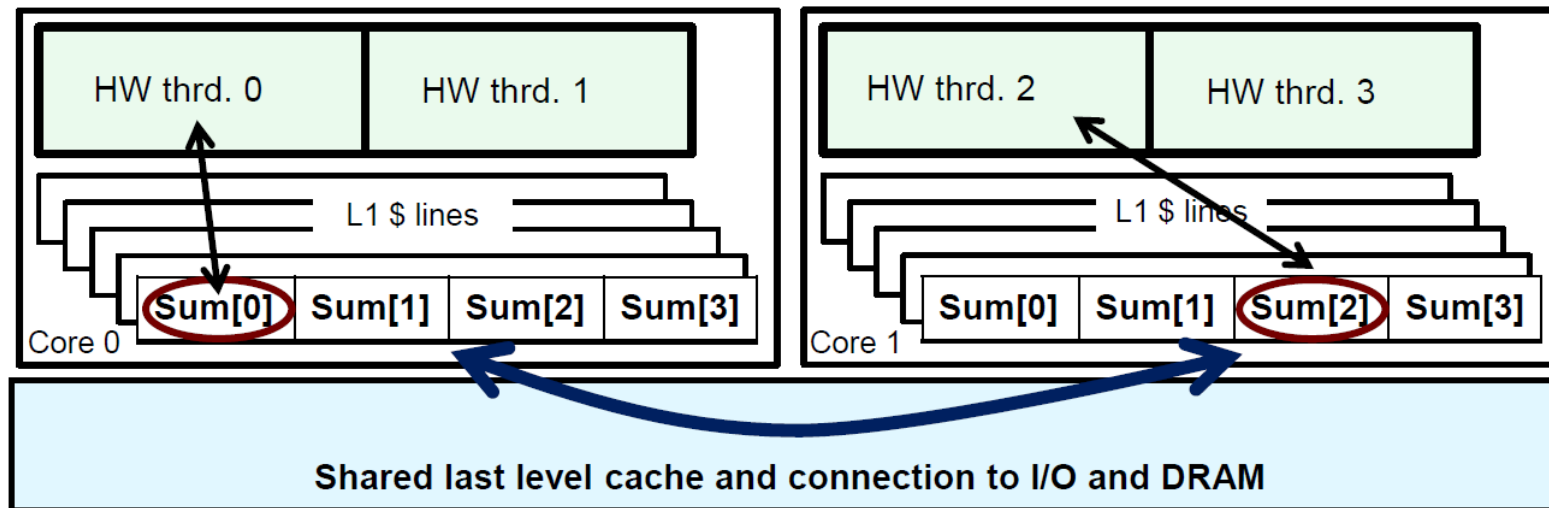 HW thrd. 0
HW thrd. 1
HW thrd. 2
HW thrd. 3
L1 $ lines
L1 $ lines
Sum[0] Sum[1] Sum[2] Sum[3]
Core 0
Sum[0] Sum[1] Sum[2] Sum[3]
Core 1
Shared last level cache and connection to I/O and DRAM